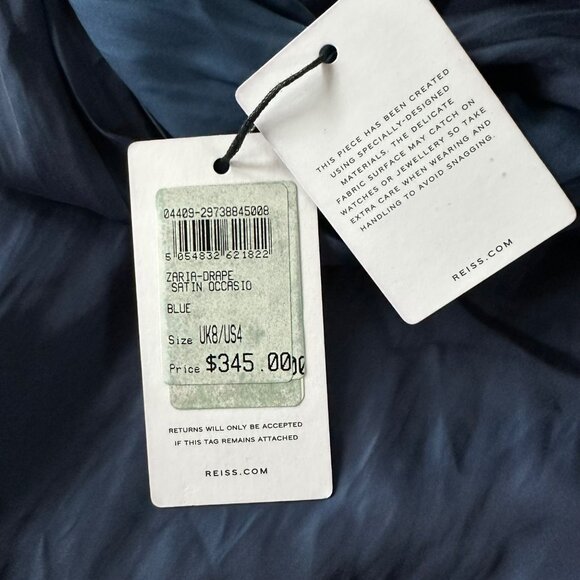 THIS PIECE HAS BEEN CREATED
USING SPECIALLY-DESIGNED
MATERIALS. THE DELICATE
FABRIC SURFACE MAY CATCH ON
WATCHES OR JEWELLERY SO TAKE
EXTRA CARE WHEN WEARING AND
HANDLING TO AVOID SNAGGING.
REISS.COM
04409-29738845008
5 054832 621822
ZARIA-DRAPE
SATIN OCCASIO
BLUE
Size UK8/US4
Price $345.00
RETURNS WILL ONLY BE ACCEPTED
IF THIS TAG REMAINS ATTACHED
REISS.COM